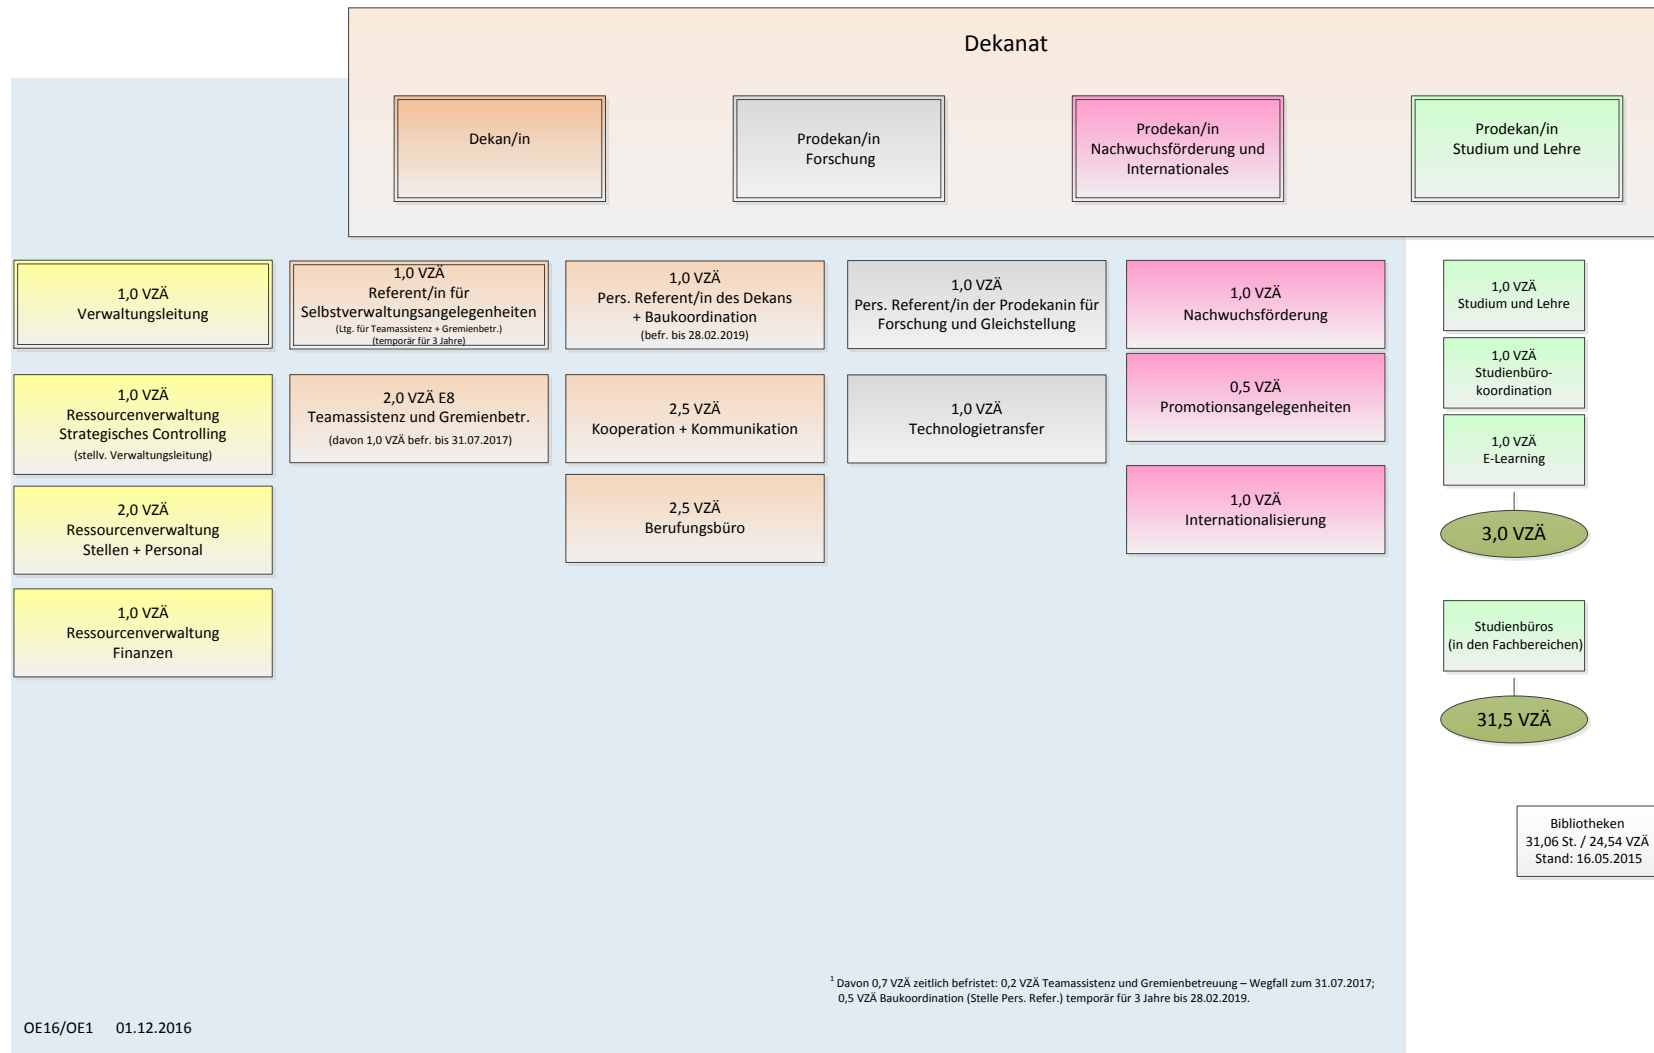 Dekanat
Dekan/in
Prodekan/in
Forschung
Prodekan/in
Nachwuchsförderung und
Internationales
Prodekan/in
Studium und Lehre
1,0 VZÄ
Verwaltungsleitung
1,0 VZÄ
Referent/in für
Selbstverwaltungsangelegenheiten
(Ltg. für Teamassistenz + Gremienbetr.)
(temporär für 3 Jahre)
1,0 VZÄ
Pers. Referent/in des Dekans
+ Baukoordination
(befr. bis 28.02.2019)
1,0 VZÄ
Pers. Referent/in der Prodekanin für
Forschung und Gleichstellung
1,0 VZÄ
Nachwuchsförderung
1,0 VZÄ
Studium und Lehre
1,0 VZÄ
Ressourcenverwaltung
Strategisches Controlling
(stellv. Verwaltungsleitung)
2,0 VZÄ E8
Teamassistenz und Gremienbetr.
(davon 1,0 VZÄ befr. bis 31.07.2017)
2,5 VZÄ
Kooperation + Kommunikation
1,0 VZÄ
Technologietransfer
0,5 VZÄ
Promotionsangelegenheiten
1,0 VZÄ
Studienbüro-
koordination
1,0 VZÄ
E-Learning
2,0 VZÄ
Ressourcenverwaltung
Stellen + Personal
2,5 VZÄ
Berufungsbüro
1,0 VZÄ
Internationalisierung
3,0 VZÄ
1,0 VZÄ
Ressourcenverwaltung
Finanzen
Studienbüros
(in den Fachbereichen)
31,5 VZÄ
Bibliotheken
31,06 St. / 24,54 VZÄ
Stand: 16.05.2015
1 Davon 0,7 VZÄ zeitlich befristet: 0,2 VZÄ Teamassistenz und Gremienbetreuung – Wegfall zum 31.07.2017;
0,5 VZÄ Baukoordination (Stelle Pers. Refer.) temporär für 3 Jahre bis 28.02.2019.
OE16/OE1 01.12.2016